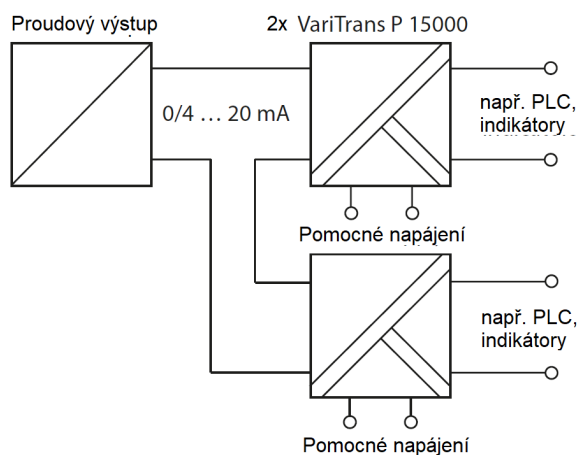 Proudový výstup
2x VariTrans P 15000
0/4 ... 20 mA
např. PLC,
indikátory
Pomocné napájení
např. PLC,
indikátory
Pomocné napájení